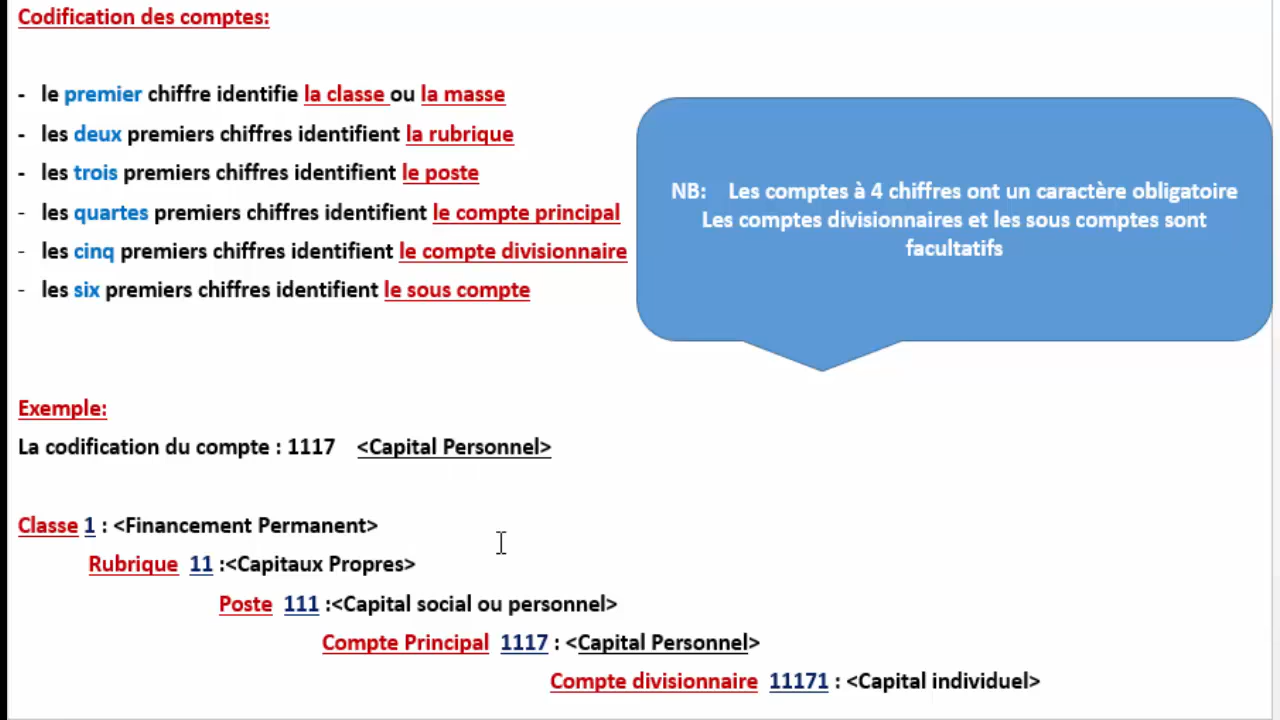 Codification des comptes:
- le premier chiffre identifie la classe ou la masse
- les deux premiers chiffres identifient la rubrique
- les trois premiers chiffres identifient le poste
- les quartes premiers chiffres identifient le compte principal
- les cinq premiers chiffres identifient le compte divisionnaire
- les six premiers chiffres identifient le sous compte
NB: Les comptes à 4 chiffres ont un caractère obligatoire
Les comptes divisionnaires et les sous comptes sont
facultatifs
Exemple:
La codification du compte : 1117 <Capital Personnel>
Classe 1 : <Financement Permanent>
Rubrique 11 :<Capitaux Propres>
Poste 111 :<Capital social ou personnel>
Compte Principal 1117 : <Capital Personnel>
Compte divisionnaire 11171 : <Capital individuel>